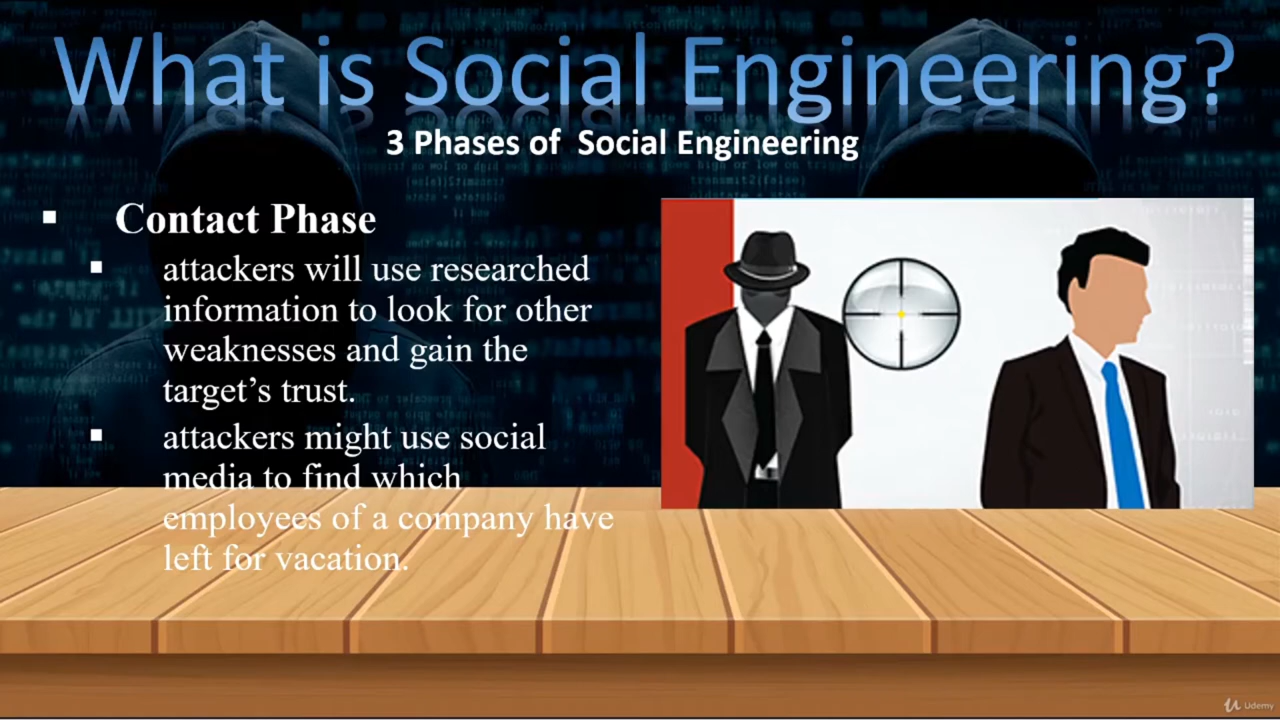 What is Social Engineering?
3 Phases of Social Engineering
Contact Phase
attackers will use researched
information to look for other
weaknesses and gain the
target’s trust.
attackers might use social
media to find which
employees of a company have
left for vacation.
Udemy